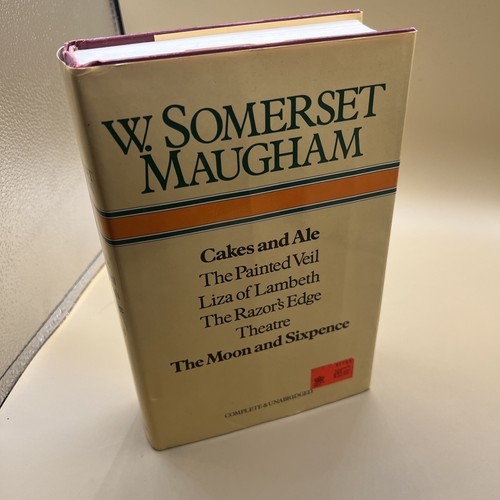 W. SOMERSET
MAUGHAM
Cakes and Ale
The Painted Veil
Liza of Lambeth
The Razor's Edge
Theatre
The Moon and Sixpence
COMPLETE & UNABRIDGED